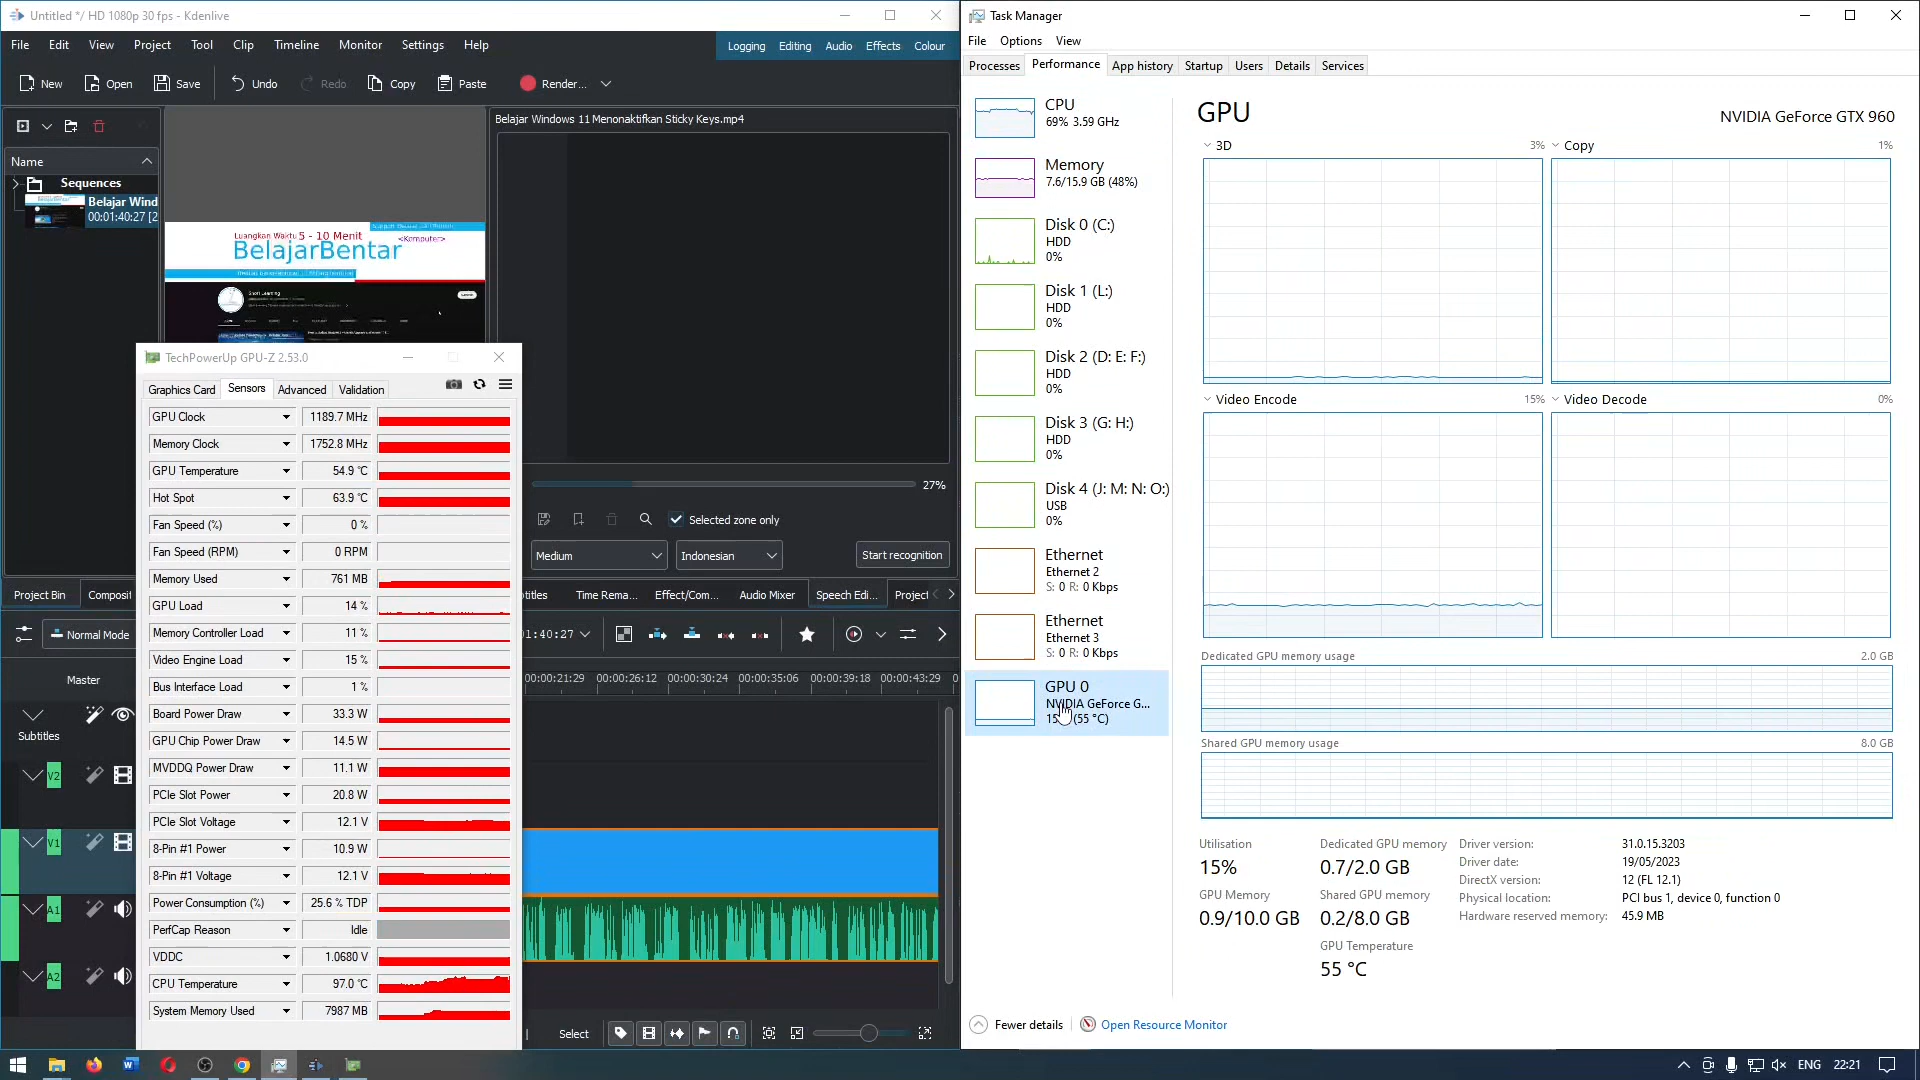 Untitled */ HD 1080p 30 fps - Kdenlive
File Edit View Project Tool Clip Timeline Monitor Settings Help
Logging Editing Audio Effects Colour
New Open Save Undo Redo Copy Paste Render...
Name
Sequences
Belajar Wind
00:01:40:27 [2
Luangkan Waktu 5 - 10 Menit
BelajarBentar
<Komputer>
Belajar Windows 11 Menonaktifkan Sticky Keys.mp4
27%
Selected zone only
Medium Indonesian Start recognition
Project Bin Composit
titles Time Rema... Effect/Com... Audio Mixer Speech Edi... Project
Normal Mode
1:40:27
Master
00:00:21:29 00:00:26:12 00:00:30:24 00:00:35:06 00:00:39:18 00:00:43:29 0
Subtitles
V2
V1
A1
A2
Select
TechPowerUp GPU-Z 2.53.0
Graphics Card Sensors Advanced Validation
GPU Clock 1189.7 MHz
Memory Clock 1752.8 MHz
GPU Temperature 54.9 °C
Hot Spot 63.9 °C
Fan Speed (%) 0 %
Fan Speed (RPM) 0 RPM
Memory Used 761 MB
GPU Load 14 %
Memory Controller Load 11 %
Video Engine Load 15 %
Bus Interface Load 1 %
Board Power Draw 33.3 W
GPU Chip Power Draw 14.5 W
MVDDQ Power Draw 11.1 W
PCIe Slot Power 20.8 W
PCIe Slot Voltage 12.1 V
8-Pin #1 Power 10.9 W
8-Pin #1 Voltage 12.1 V
Power Consumption (%) 25.6 % TDP
PerfCap Reason Idle
VDDC 1.0680 V
CPU Temperature 97.0 °C
System Memory Used 7987 MB
Task Manager
File Options View
Processes Performance App history Startup Users Details Services
CPU
69% 3.59 GHz
Memory
7.6/15.9 GB (48%)
Disk 0 (C:)
HDD
0%
Disk 1 (L:)
HDD
0%
Disk 2 (D: E: F:)
HDD
0%
Disk 3 (G: H:)
HDD
0%
Disk 4 (J: M: N: O:)
USB
0%
Ethernet
Ethernet 2
S: 0 R: 0 Kbps
Ethernet
Ethernet 3
S: 0 R: 0 Kbps
GPU 0
NVIDIA GeForce G...
(55 °C)
GPU
NVIDIA GeForce GTX 960
3D 3% Copy 1%
Video Encode 15% Video Decode 0%
Dedicated GPU memory usage 2.0 GB
Shared GPU memory usage 8.0 GB
Utilisation
15%
Dedicated GPU memory
0.7/2.0 GB
GPU Memory
0.9/10.0 GB
Shared GPU memory
0.2/8.0 GB
GPU Temperature
55 °C
Driver version: 31.0.15.3203
Driver date: 19/05/2023
DirectX version: 12 (FL 12.1)
Physical location: PCI bus 1, device 0, function 0
Hardware reserved memory: 45.9 MB
Fewer details Open Resource Monitor
ENG 22:21